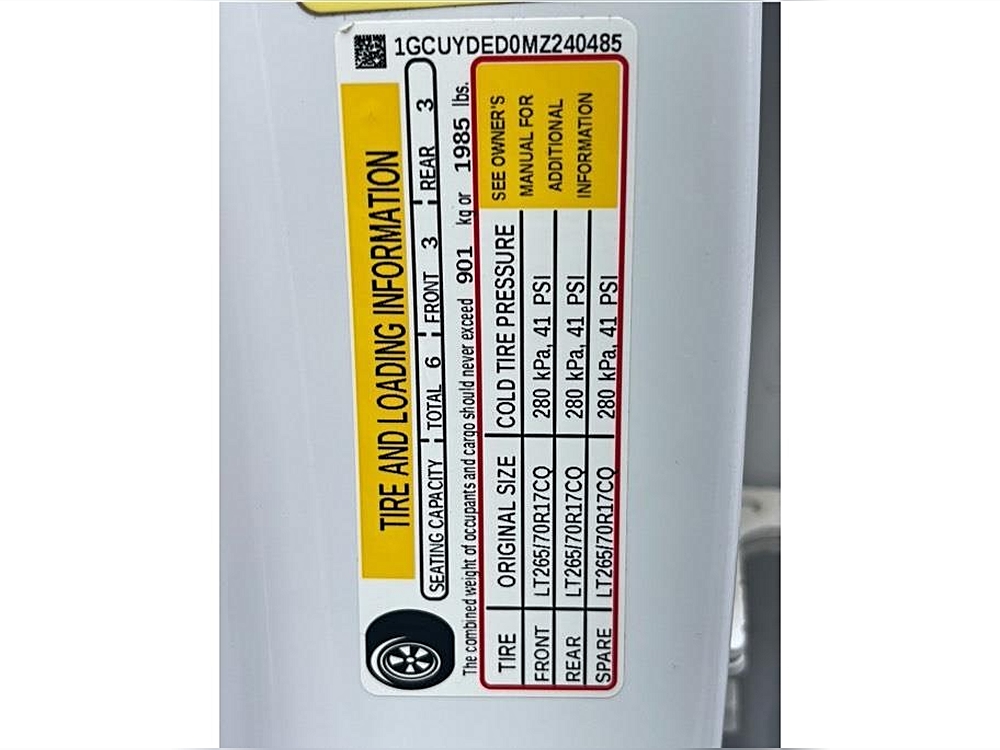 1GCUYDED0MZ240485
TIRE AND LOADING INFORMATION
SEATING CAPACITY TOTAL 6 FRONT 3 REAR 3
The combined weight of occupants and cargo should never exceed 901 kg or 1985 lbs.
TIRE ORIGINAL SIZE COLD TIRE PRESSURE
FRONT LT265/70R17CQ 280 kPa, 41 PSI
REAR LT265/70R17CQ 280 kPa, 41 PSI
SPARE LT265/70R17CQ 280 kPa, 41 PSI
SEE OWNER'S
MANUAL FOR
ADDITIONAL
INFORMATION